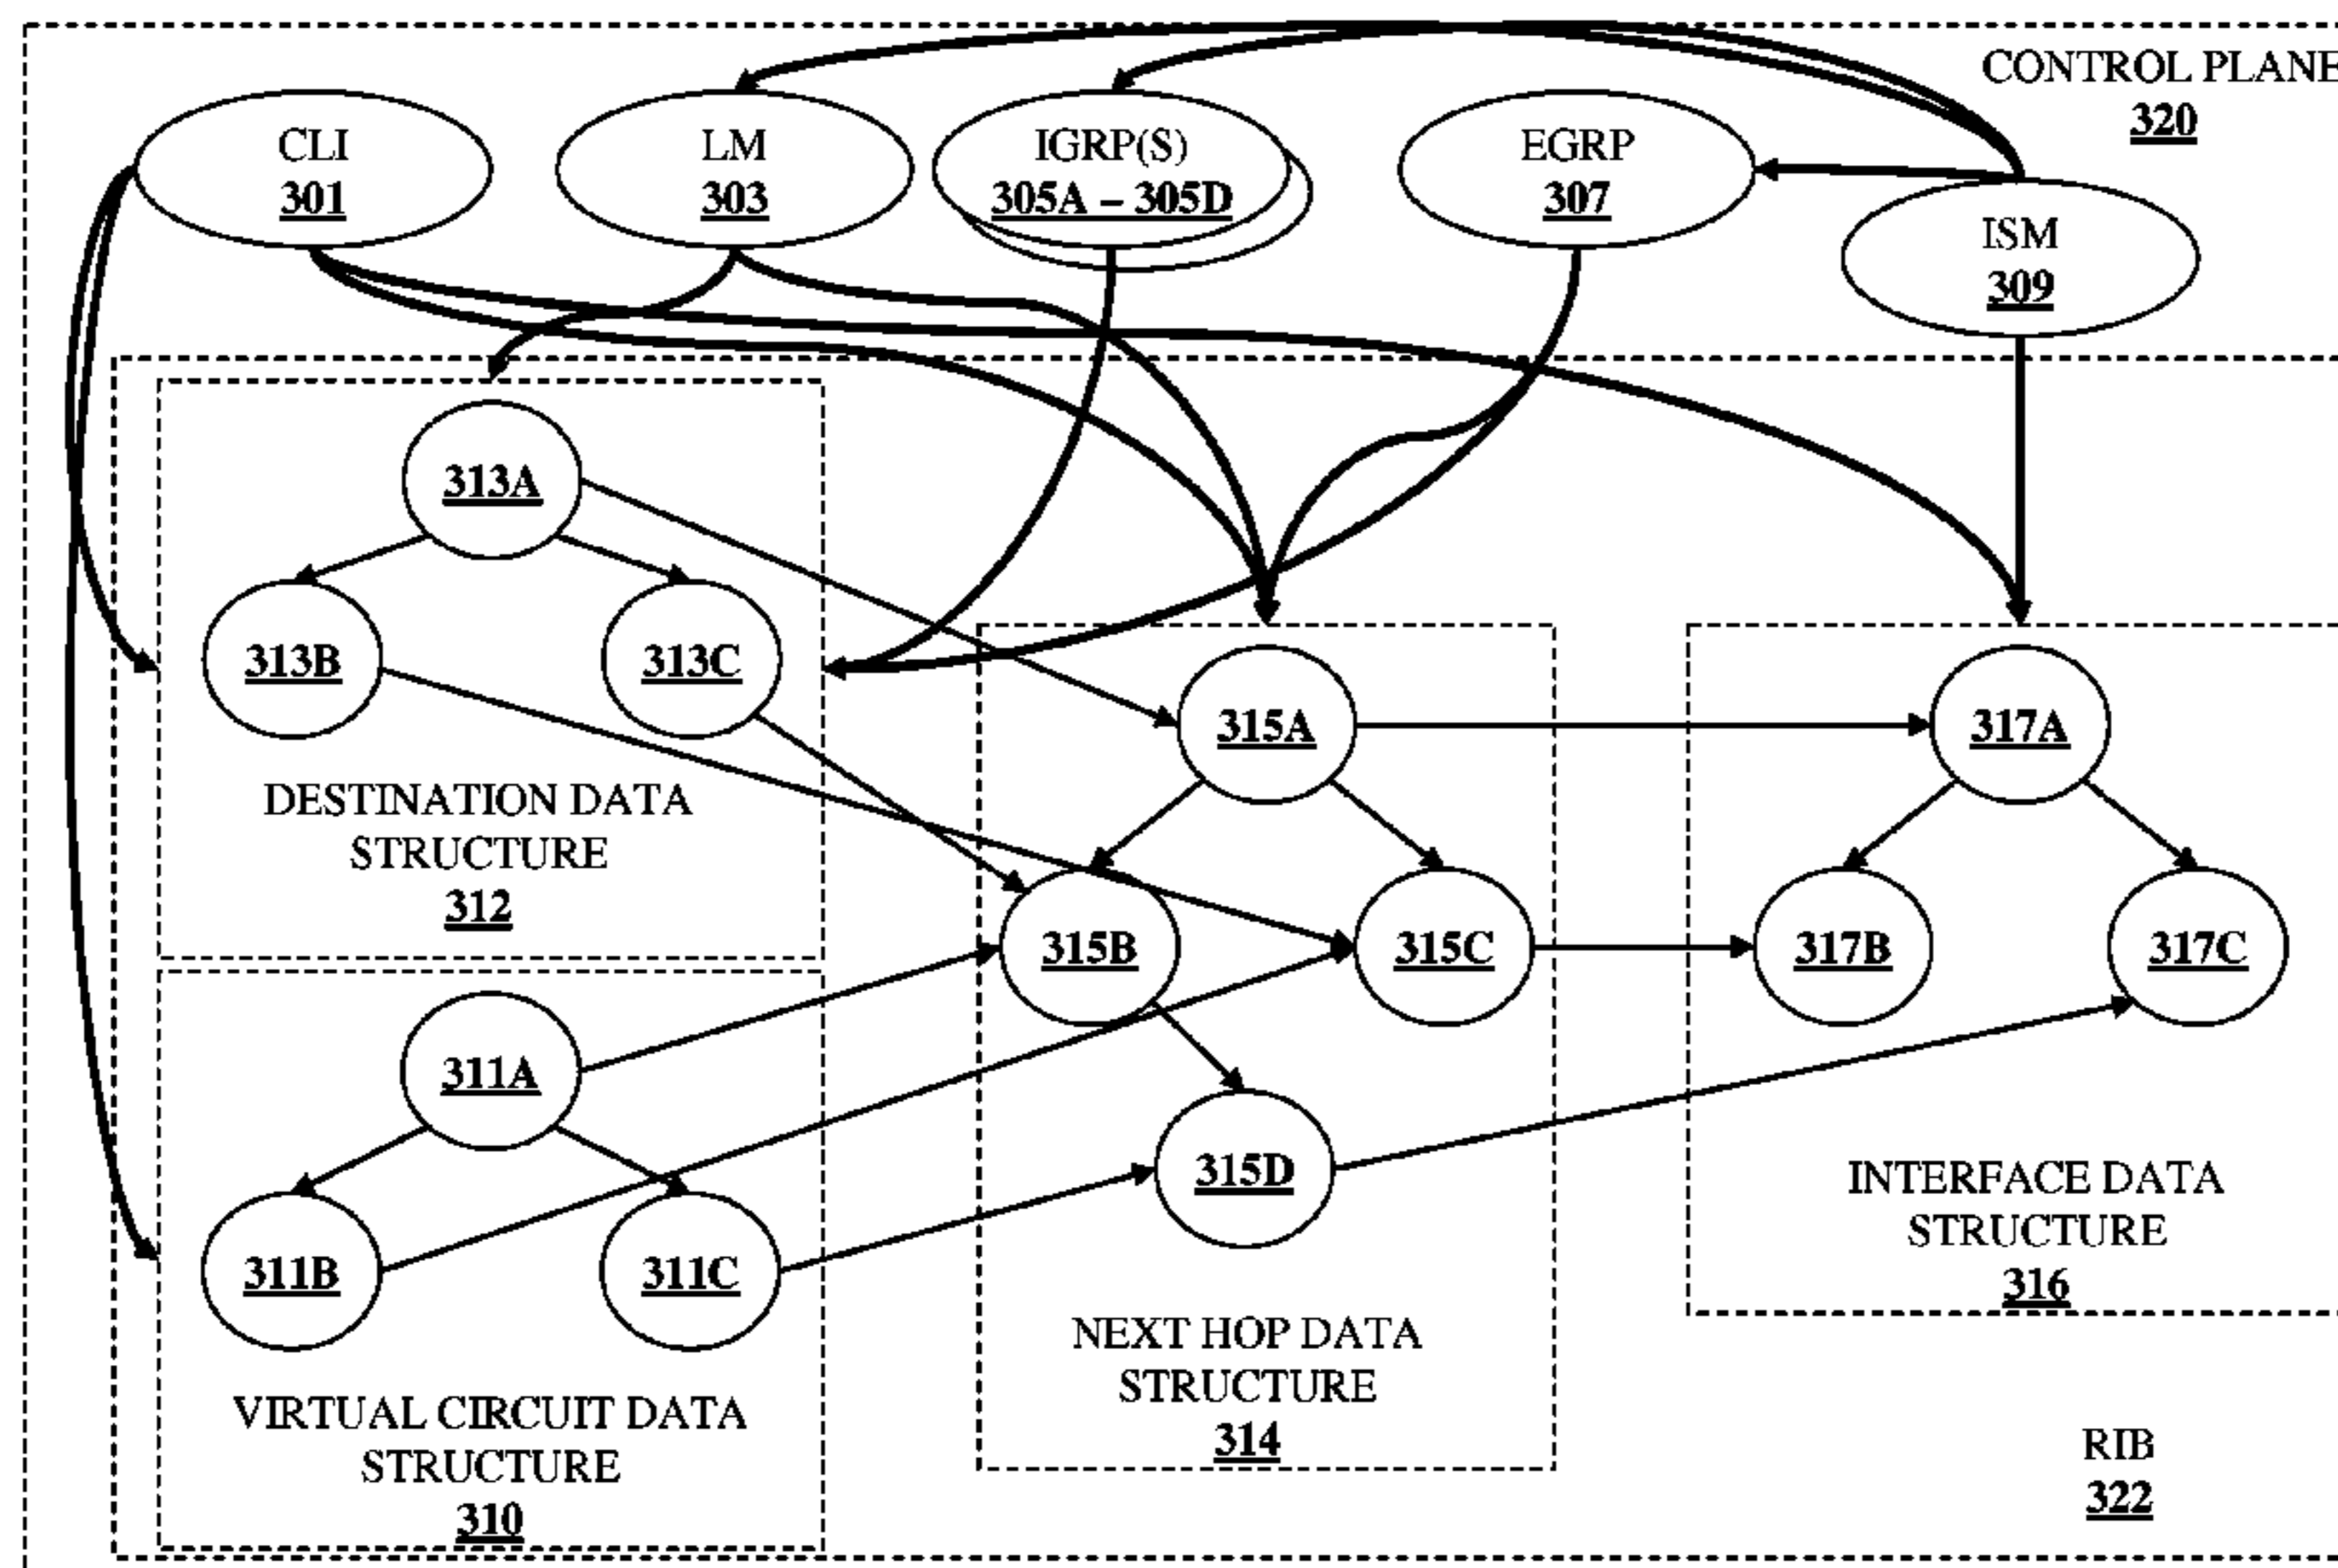 CONTROL PLANE
320
CLI
301
LM
303
IGRP(S)
305A – 305D
EGRP
307
ISM
309
313A
313B
313C
DESTINATION DATA
STRUCTURE
312
315A
315B
315C
315D
NEXT HOP DATA
STRUCTURE
314
317A
317B
317C
INTERFACE DATA
STRUCTURE
316
311A
311B
311C
VIRTUAL CIRCUIT DATA
STRUCTURE
310
RIB
322